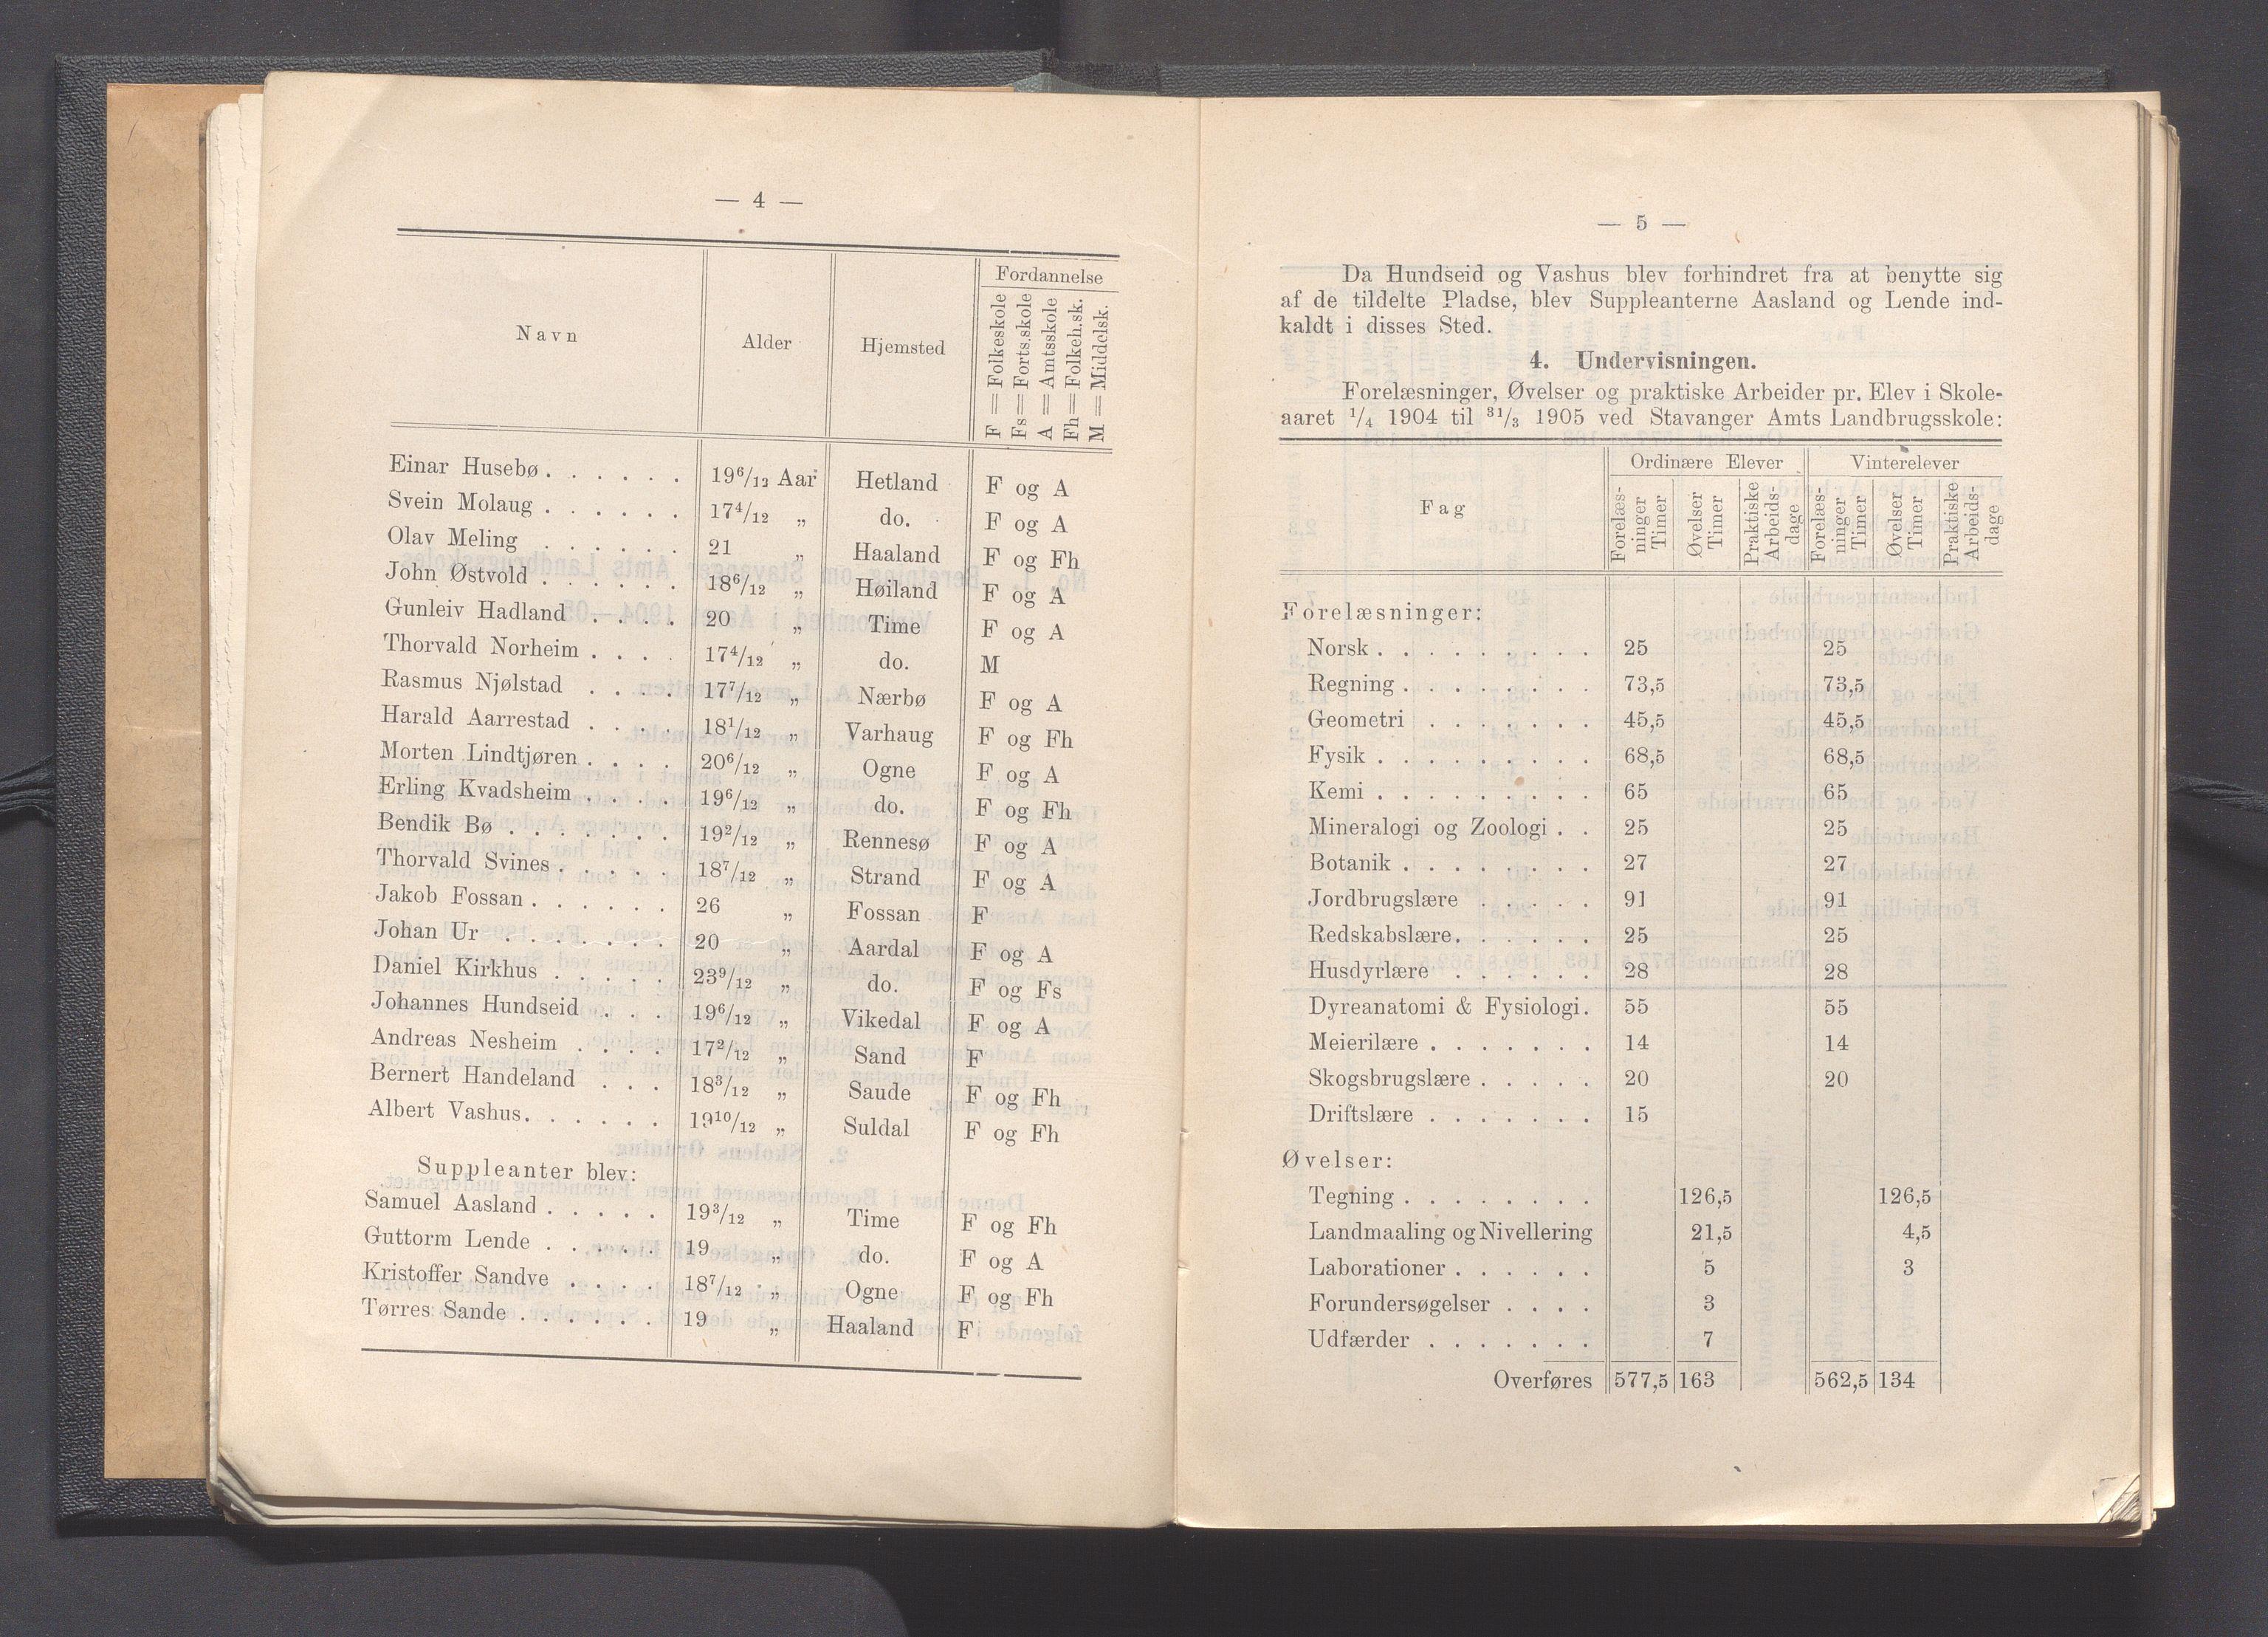 — 4 —
Navn Alder Hjemsted Fordannelse
F = Folkeskole
Fs = Forts.skole
A = Amtsskole
Fh = Folkeh.sk.
M = Middelsk.
Einar Husebø . . . . . . 19⁶/₁₂ Aar Hetland F og A
Svein Molaug . . . . . . 17⁴/₁₂ „ do. F og A
Olav Meling . . . . . . 21 „ Haaland F og Fh
John Østvold . . . . . . 18⁶/₁₂ „ Høiland F og A
Gunleiv Hadland . . . . 20 „ Time F og A
Thorvald Norheim . . . . 17⁴/₁₂ „ do. M
Rasmus Njølstad . . . . 17⁷/₁₂ „ Nærbø F og A
Harald Aarrestad . . . . 18¹/₁₂ „ Varhaug F og Fh
Morten Lindtjøren . . . . 20⁶/₁₂ „ Ogne F og A
Erling Kvadsheim . . . . 19⁶/₁₂ „ do. F og Fh
Bendik Bø . . . . . . . 19²/₁₂ „ Rennesø F og A
Thorvald Svines . . . . . 18⁷/₁₂ „ Strand F og A
Jakob Fossan . . . . . . 26 „ Fossan F
Johan Ur . . . . . . . 20 „ Aardal F og A
Daniel Kirkhus . . . . . 23⁹/₁₂ „ do. F og Fs
Johannes Hundseid . . . 19⁶/₁₂ „ Vikedal F og A
Andreas Nesheim . . . . 17²/₁₂ „ Sand F
Bernert Handeland . . . 18³/₁₂ „ Saude F og Fh
Albert Vashus . . . . . . 19¹⁰/₁₂ „ Suldal F og Fh
Suppleanter blev:
Samuel Aasland . . . . . 19³/₁₂ „ Time F og Fh
Guttorm Lende . . . . . 19 „ do. F og A
Kristoffer Sandve . . . . 18⁷/₁₂ „ Ogne F og Fh
Tørres Sande . . . . . . 19 „ Haaland F
— 5 —
Da Hundseid og Vashus blev forhindret fra at benytte sig
af de tildelte Pladse, blev Suppleanterne Aasland og Lende ind-
kaldt i disses Sted.
4. Undervisningen.
Forelæsninger, Øvelser og praktiske Arbeider pr. Elev i Skole-
aaret ¹/₄ 1904 til ³¹/₃ 1905 ved Stavanger Amts Landbrugsskole:
Fag Ordinære Elever Vinterelever
Forelæs-
ninger
Timer
Øvelser
Timer
Praktiske
Arbeids-
dage
Forelæs-
ninger
Timer
Øvelser
Timer
Praktiske
Arbeids-
dage
Forelæsninger:
Norsk . . . . . . . . . 25 25
Regning . . . . . . . . 73,5 73,5
Geometri . . . . . . . 45,5 45,5
Fysik . . . . . . . . . 68,5 68,5
Kemi . . . . . . . . . 65 65
Mineralogi og Zoologi . . 25 25
Botanik . . . . . . . . 27 27
Jordbrugslære . . . . . 91 91
Redskabslære . . . . . . 25 25
Husdyrlære . . . . . . 28 28
Dyreanatomi & Fysiologi . 55 55
Meierilære . . . . . . . 14 14
Skogsbrugslære . . . . . 20 20
Driftslære . . . . . . . 15
Øvelser:
Tegning . . . . . . . . 126,5 126,5
Landmaaling og Nivellering 21,5 4,5
Laborationer . . . . . . 5 3
Forundersøgelser . . . . 3
Udfærder . . . . . . . 7
Overføres 577,5 163 562,5 134